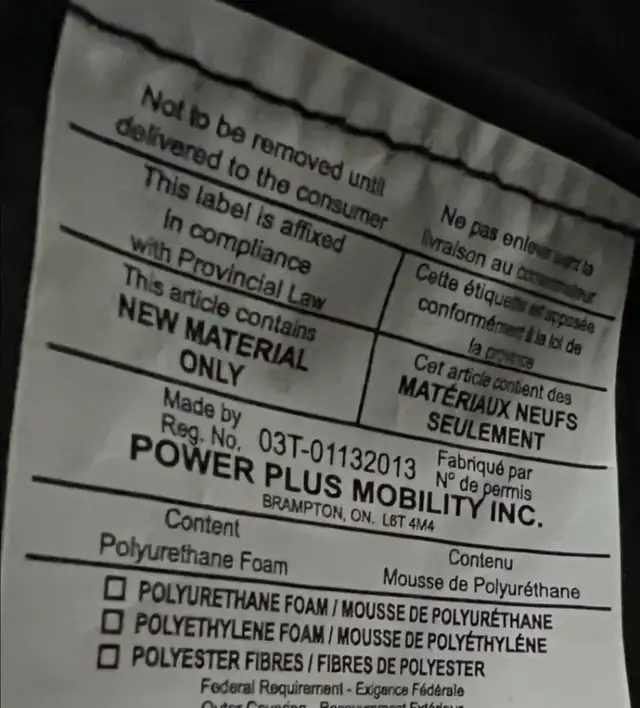 Not to be removed until
delivered to the consumer
Ne pas enlever avant la
livraison au consommateur
This label is affixed
in compliance
with Provincial Law
Cette étiquette est apposée
conformément à la loi de
la province
This article contains
NEW MATERIAL
ONLY
Cet article contient des
MATÉRIAUX NEUFS
SEULEMENT
Made by
Reg. No. 03T-01132013 Fabriqué par
N° de permis
POWER PLUS MOBILITY INC.
BRAMPTON, ON. L6T 4M4
Content
Polyurethane Foam
Contenu
Mousse de Polyuréthane
☐ POLYURETHANE FOAM / MOUSSE DE POLYURÉTHANE
☐ POLYETHYLENE FOAM / MOUSSE DE POLYÉTHYLÉNE
☐ POLYESTER FIBRES / FIBRES DE POLYESTER
Federal Requirement - Exigence Fédérale
Outer Covering